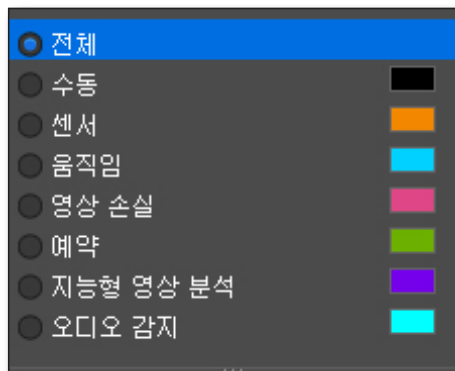 전체
수동
센서
움직임
영상 손실
예약
지능형 영상 분석
오디오 감지